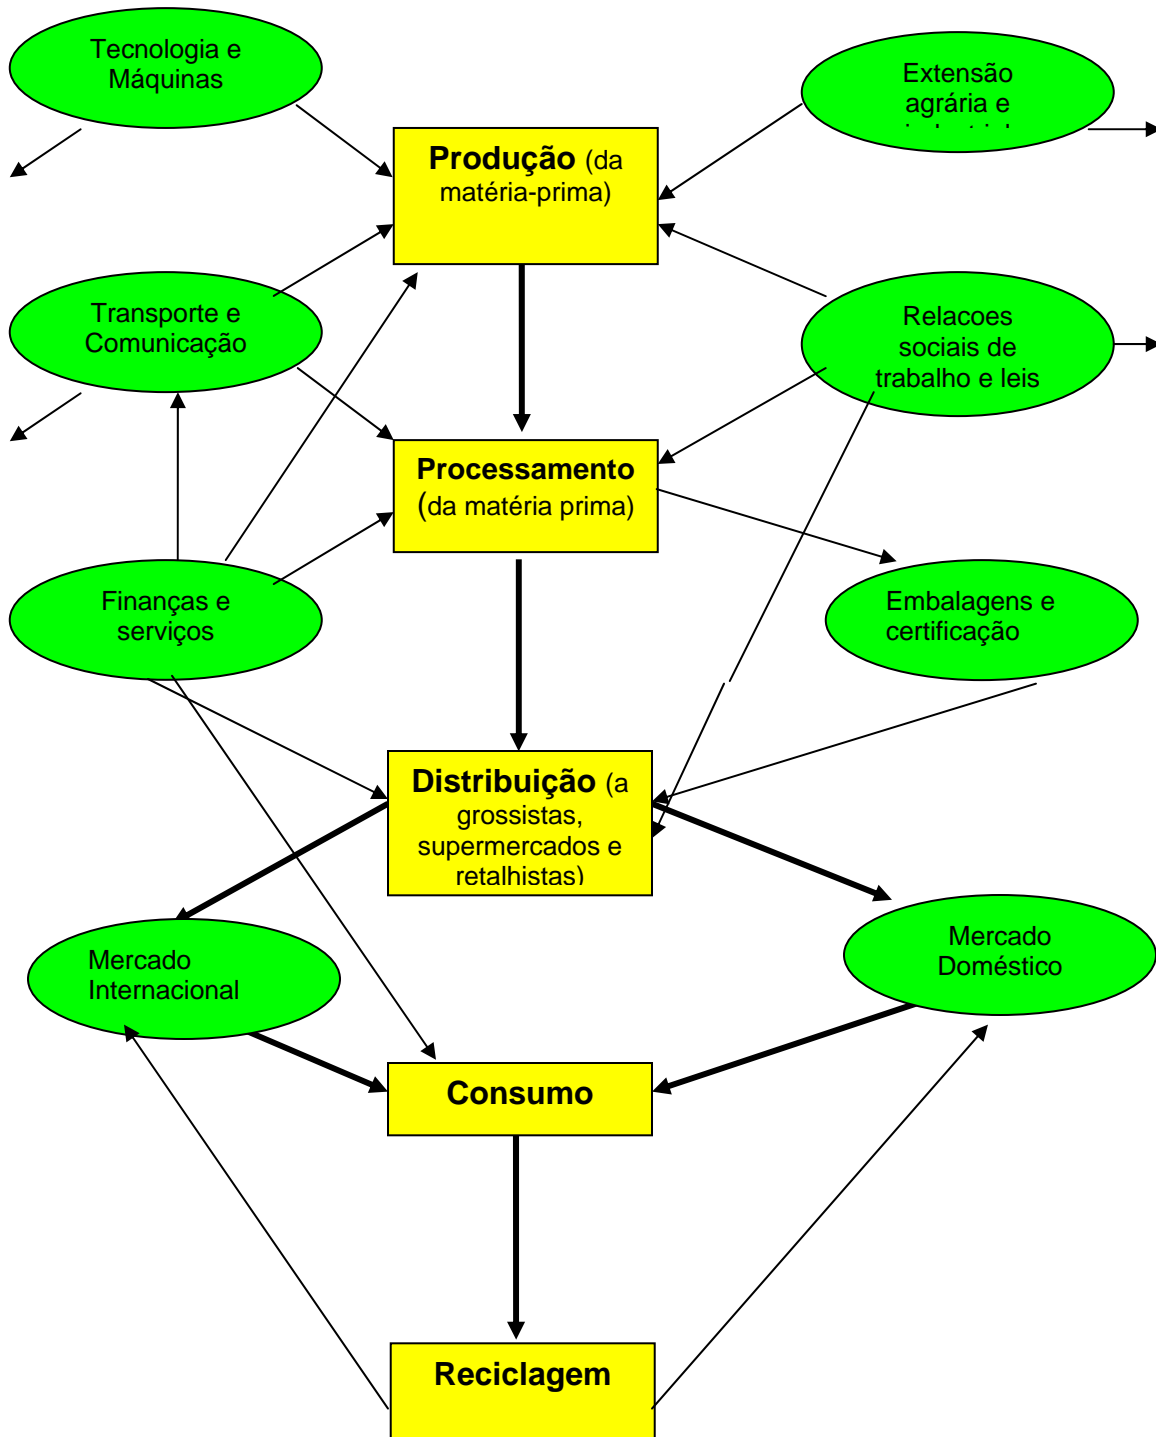 Tecnologia e
Máquinas
Extensão
agrária e
Produção (da
matéria-prima)
Transporte e
Comunicação
Relacoes
sociais de
trabalho e leis
Processamento
(da matéria prima)
Finanças e
serviços
Embalagens e
certificação
Distribuição (a
grossistas,
supermercados e
retalhistas)
Mercado
Internacional
Mercado
Doméstico
Consumo
Reciclagem